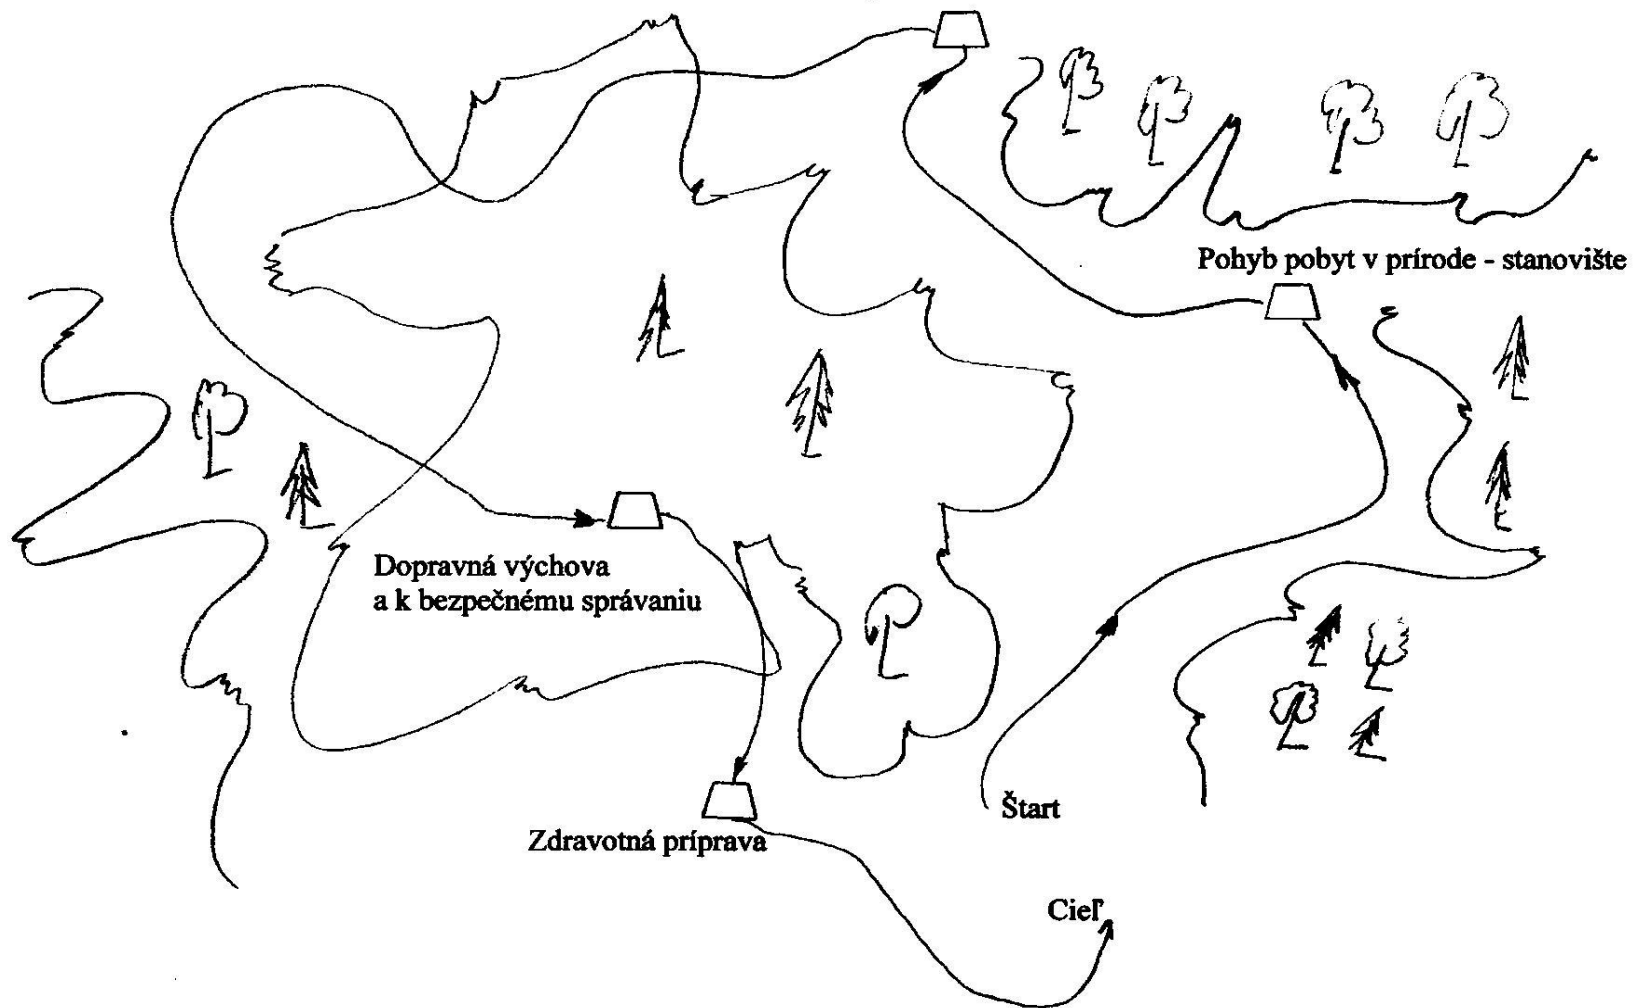 Pohyb pobyt v prírode - stanovište
Dopravná výchova
a k bezpečnému správaniu
Štart
Zdravotná príprava
Cieľ